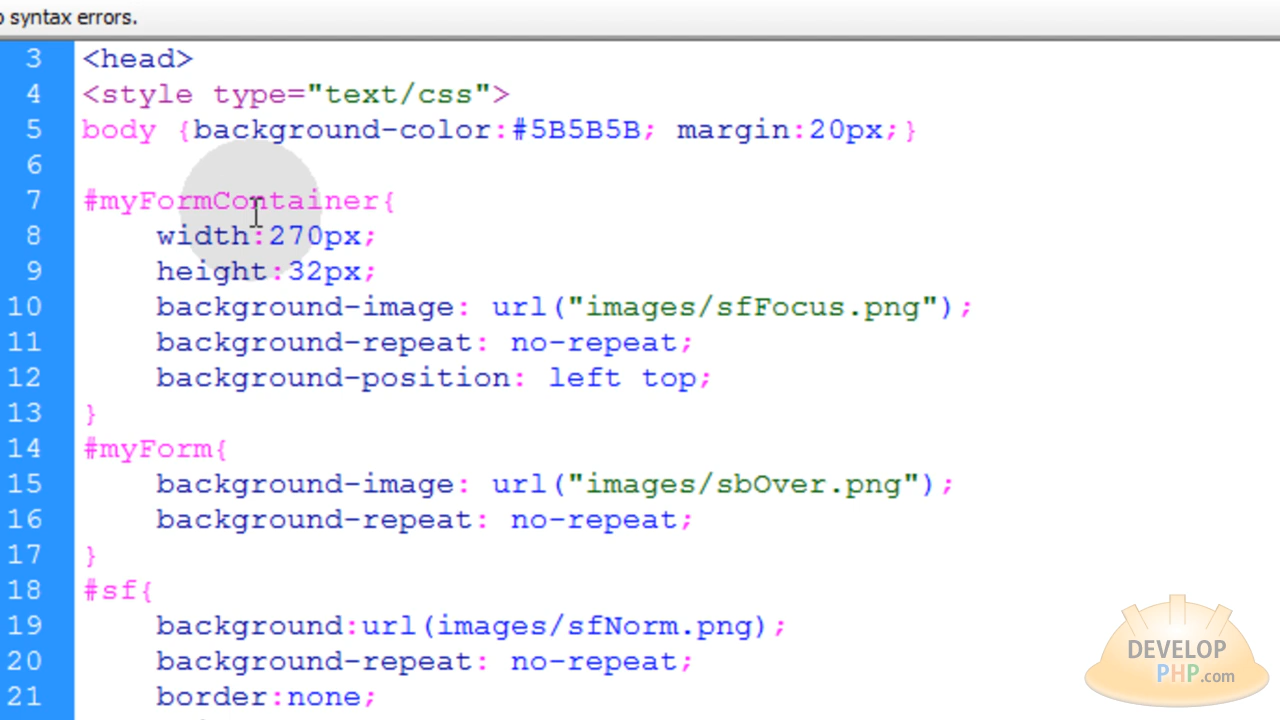 syntax errors.
3 <head>
4 <style type="text/css">
5 body {background-color:#5B5B5B; margin:20px;}
6
7 #myFormContainer{
8 width:270px;
9 height:32px;
10 background-image: url("images/sfFocus.png");
11 background-repeat: no-repeat;
12 background-position: left top;
13 }
14 #myForm{
15 background-image: url("images/sbOver.png");
16 background-repeat: no-repeat;
17 }
18 #sf{
19 background:url(images/sfNorm.png);
20 background-repeat: no-repeat;
21 border:none;
DEVELOP
PHP.com